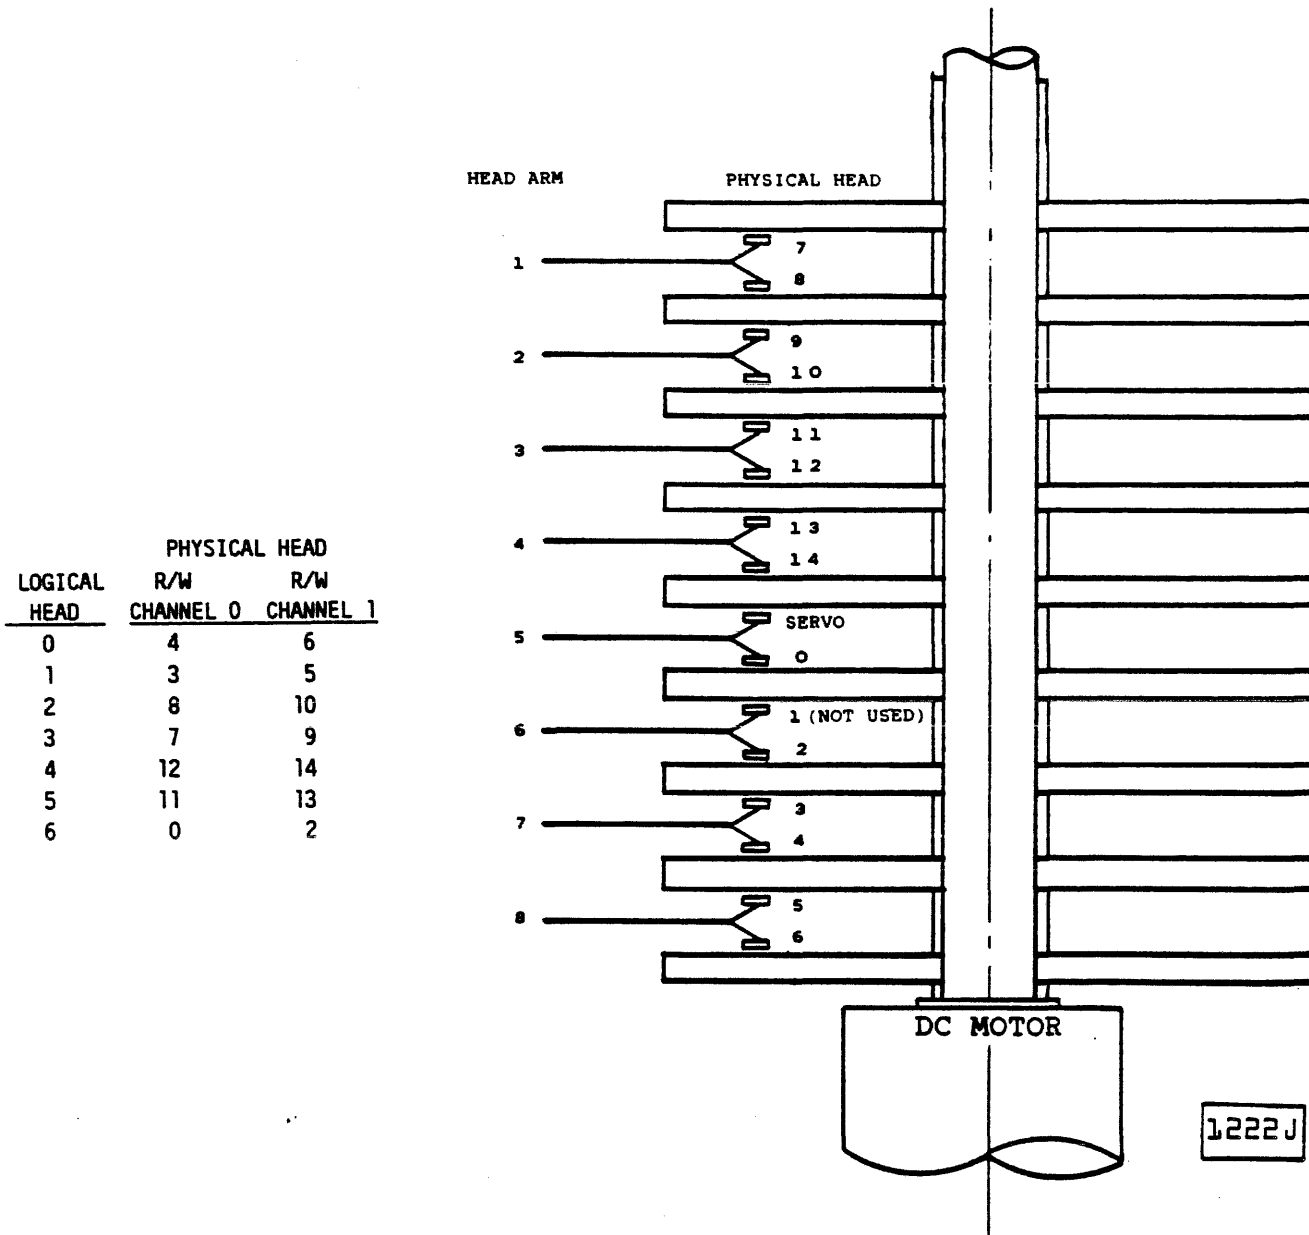 HEAD ARM PHYSICAL HEAD
1 7
8
2 9
10
3 11
12
4 13
14
5 SERVO
0
6 1 (NOT USED)
2
7 3
4
8 5
6
DC MOTOR
1222J
PHYSICAL HEAD
LOGICAL R/W R/W
HEAD CHANNEL 0 CHANNEL 1
0 4 6
1 3 5
2 8 10
3 7 9
4 12 14
5 11 13
6 0 2